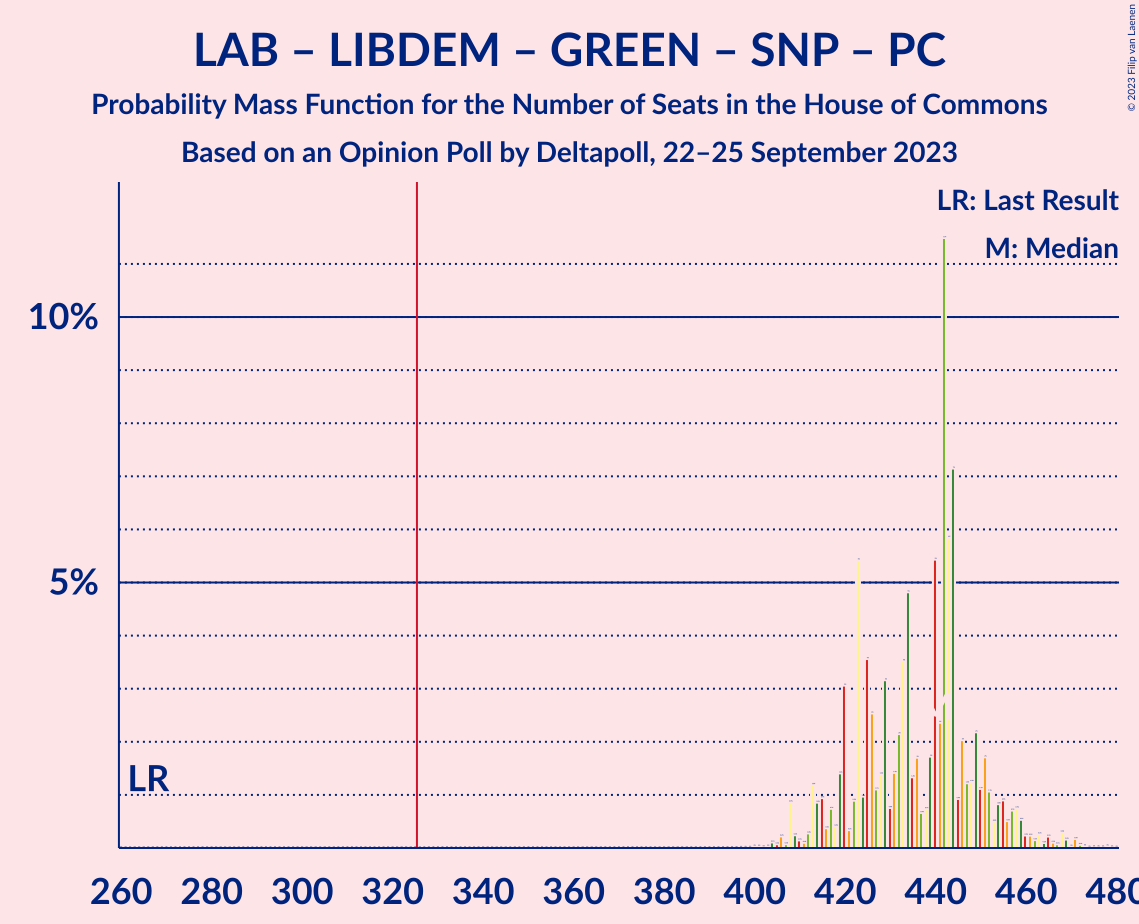 LAB – LIBDEM – GREEN – SNP – PC
Probability Mass Function for the Number of Seats in the House of Commons
Based on an Opinion Poll by Deltapoll, 22–25 September 2023
© 2023 Filip van Laenen
LR: Last Result
M: Median
10%
5%
LR
260 280 300 320 340 360 380 400 420 440 460 480